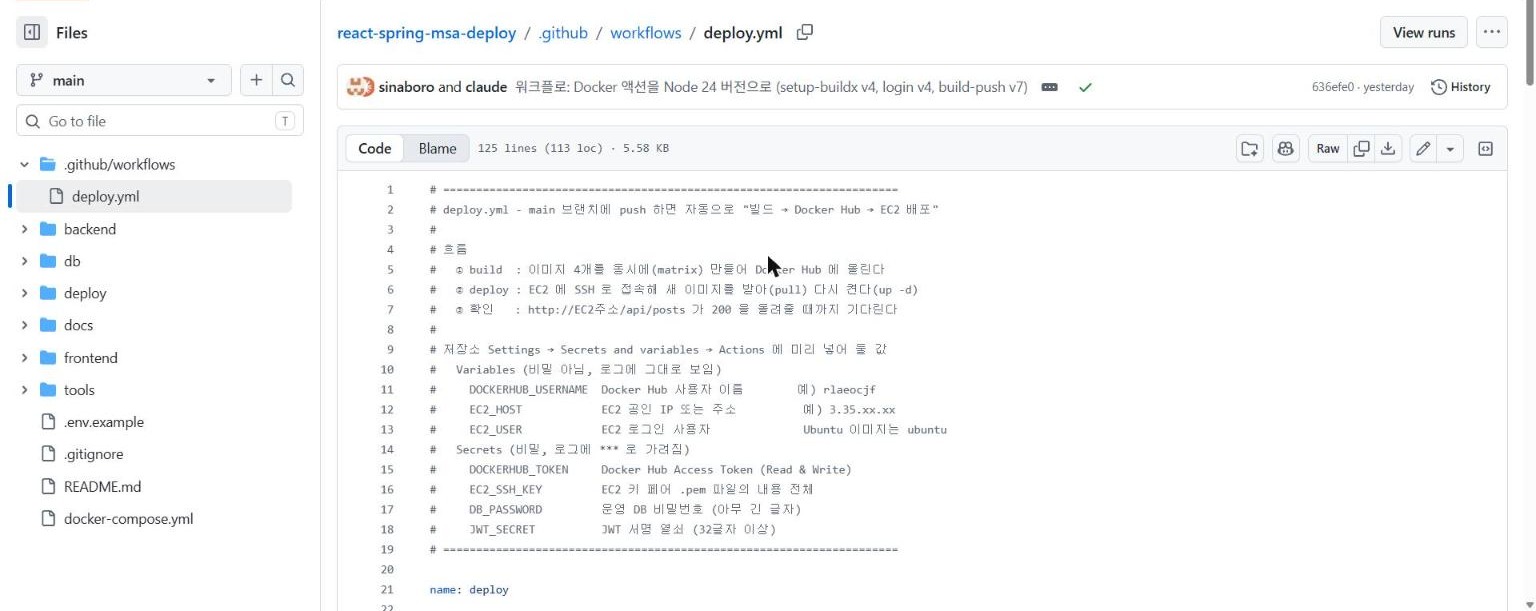 Files
react-spring-msa-deploy / .github / workflows / deploy.yml
View runs
main
sinaboro and claude 워크플로: Docker 액션을 Node 24 버전으로 (setup-buildx v4, login v4, build-push v7)
636efe0 · yesterday
History
Go to file
T
Code
Blame
125 lines (113 loc) · 5.58 KB
Raw
.github/workflows
deploy.yml
backend
db
deploy
docs
frontend
tools
.env.example
.gitignore
README.md
docker-compose.yml
1 # =====================================================================
2 # deploy.yml - main 브랜치에 push 하면 자동으로 "빌드 → Docker Hub → EC2 배포"
3 #
4 # 흐름
5 # ① build : 이미지 4개를 동시에(matrix) 만들어 Docker Hub 에 올린다
6 # ② deploy : EC2 에 SSH 로 접속해 새 이미지를 받아(pull) 다시 켠다(up -d)
7 # ③ 확인 : http://EC2주소/api/posts 가 200 을 돌려줄 때까지 기다린다
8 #
9 # 저장소 Settings → Secrets and variables → Actions 에 미리 넣어 둘 값
10 # Variables (비밀 아님, 로그에 그대로 보임)
11 # DOCKERHUB_USERNAME Docker Hub 사용자 이름 예) rlaeocjf
12 # EC2_HOST EC2 공인 IP 또는 주소 예) 3.35.xx.xx
13 # EC2_USER EC2 로그인 사용자 Ubuntu 이미지는 ubuntu
14 # Secrets (비밀, 로그에 *** 로 가려짐)
15 # DOCKERHUB_TOKEN Docker Hub Access Token (Read & Write)
16 # EC2_SSH_KEY EC2 키 페어 .pem 파일의 내용 전체
17 # DB_PASSWORD 운영 DB 비밀번호 (아무 긴 글자)
18 # JWT_SECRET JWT 서명 열쇠 (32글자 이상)
19 # =====================================================================
20
21 name: deploy
22